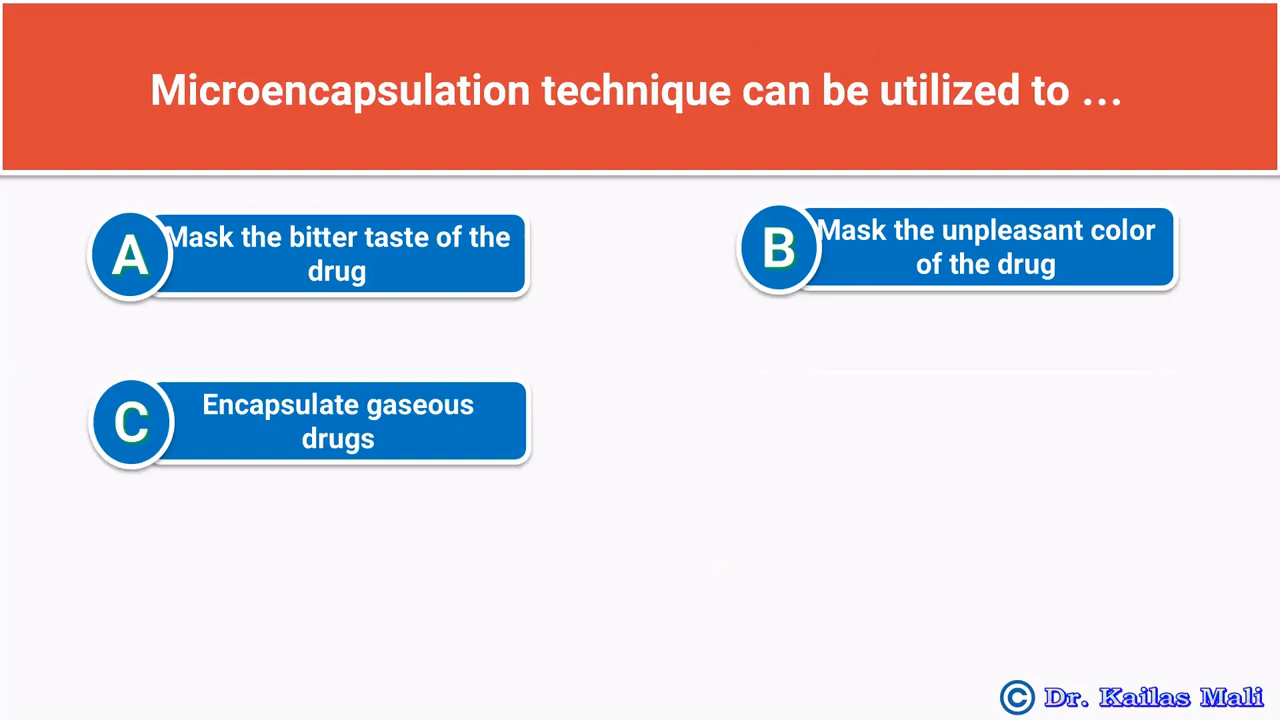 Microencapsulation technique can be utilized to ...
A
Mask the bitter taste of the
drug
B
Mask the unpleasant color
of the drug
C
Encapsulate gaseous
drugs
© Dr. Kailas Mali